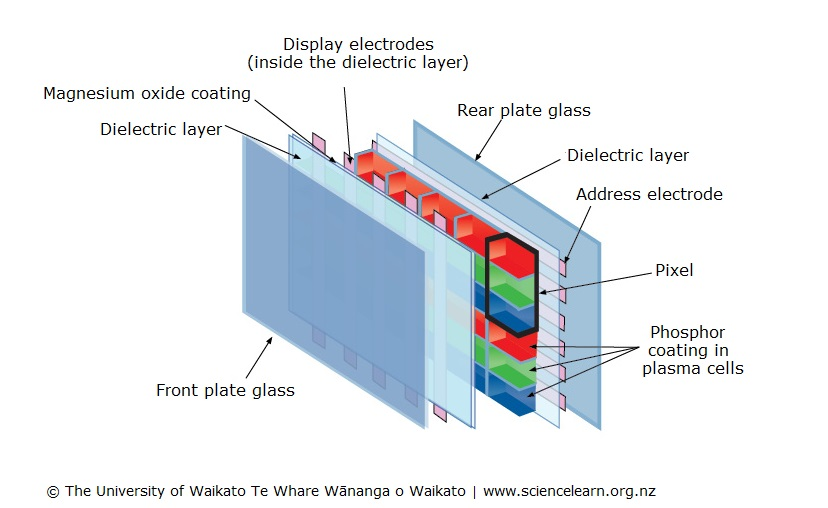 Display electrodes
(inside the dielectric layer)
Magnesium oxide coating
Dielectric layer
Rear plate glass
Dielectric layer
Address electrode
Pixel
Phosphor
coating in
plasma cells
Front plate glass
© The University of Waikato Te Whare Wānanga o Waikato | www.sciencelearn.org.nz